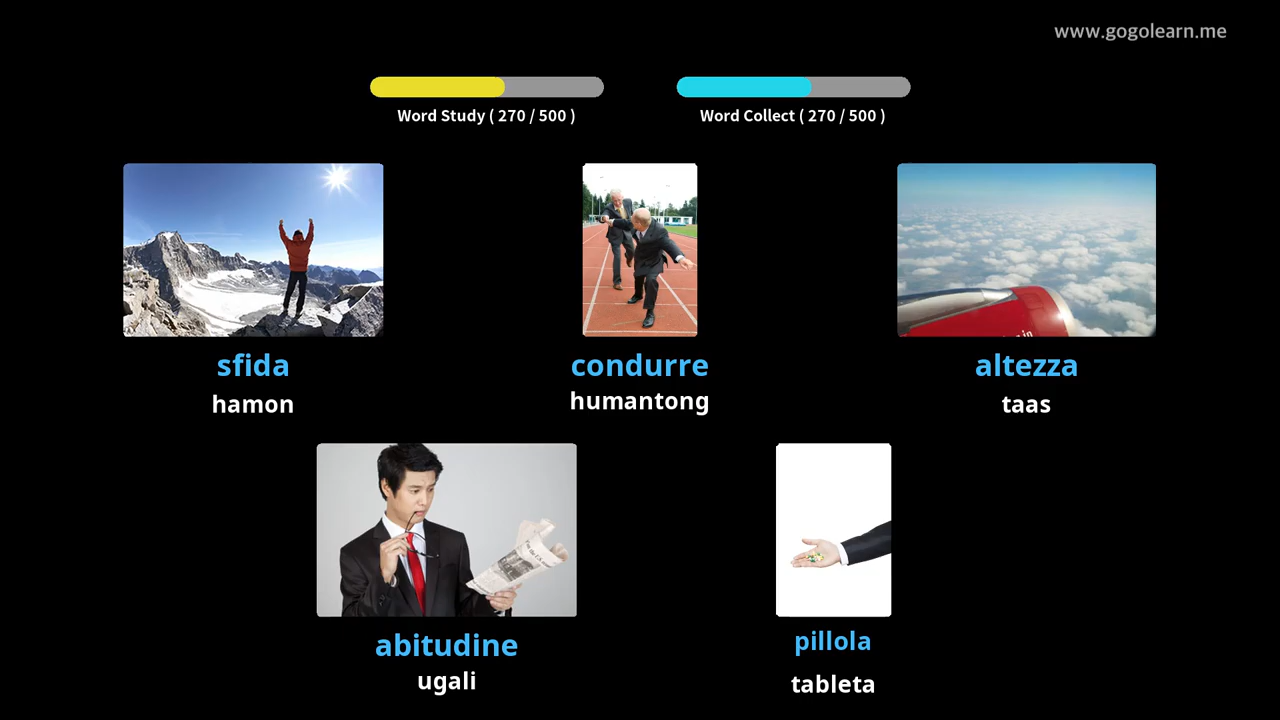 www.gogolearn.me
Word Study ( 270 / 500 )
Word Collect ( 270 / 500 )
sfida
hamon
condurre
humantong
altezza
taas
abitudine
ugali
pillola
tableta